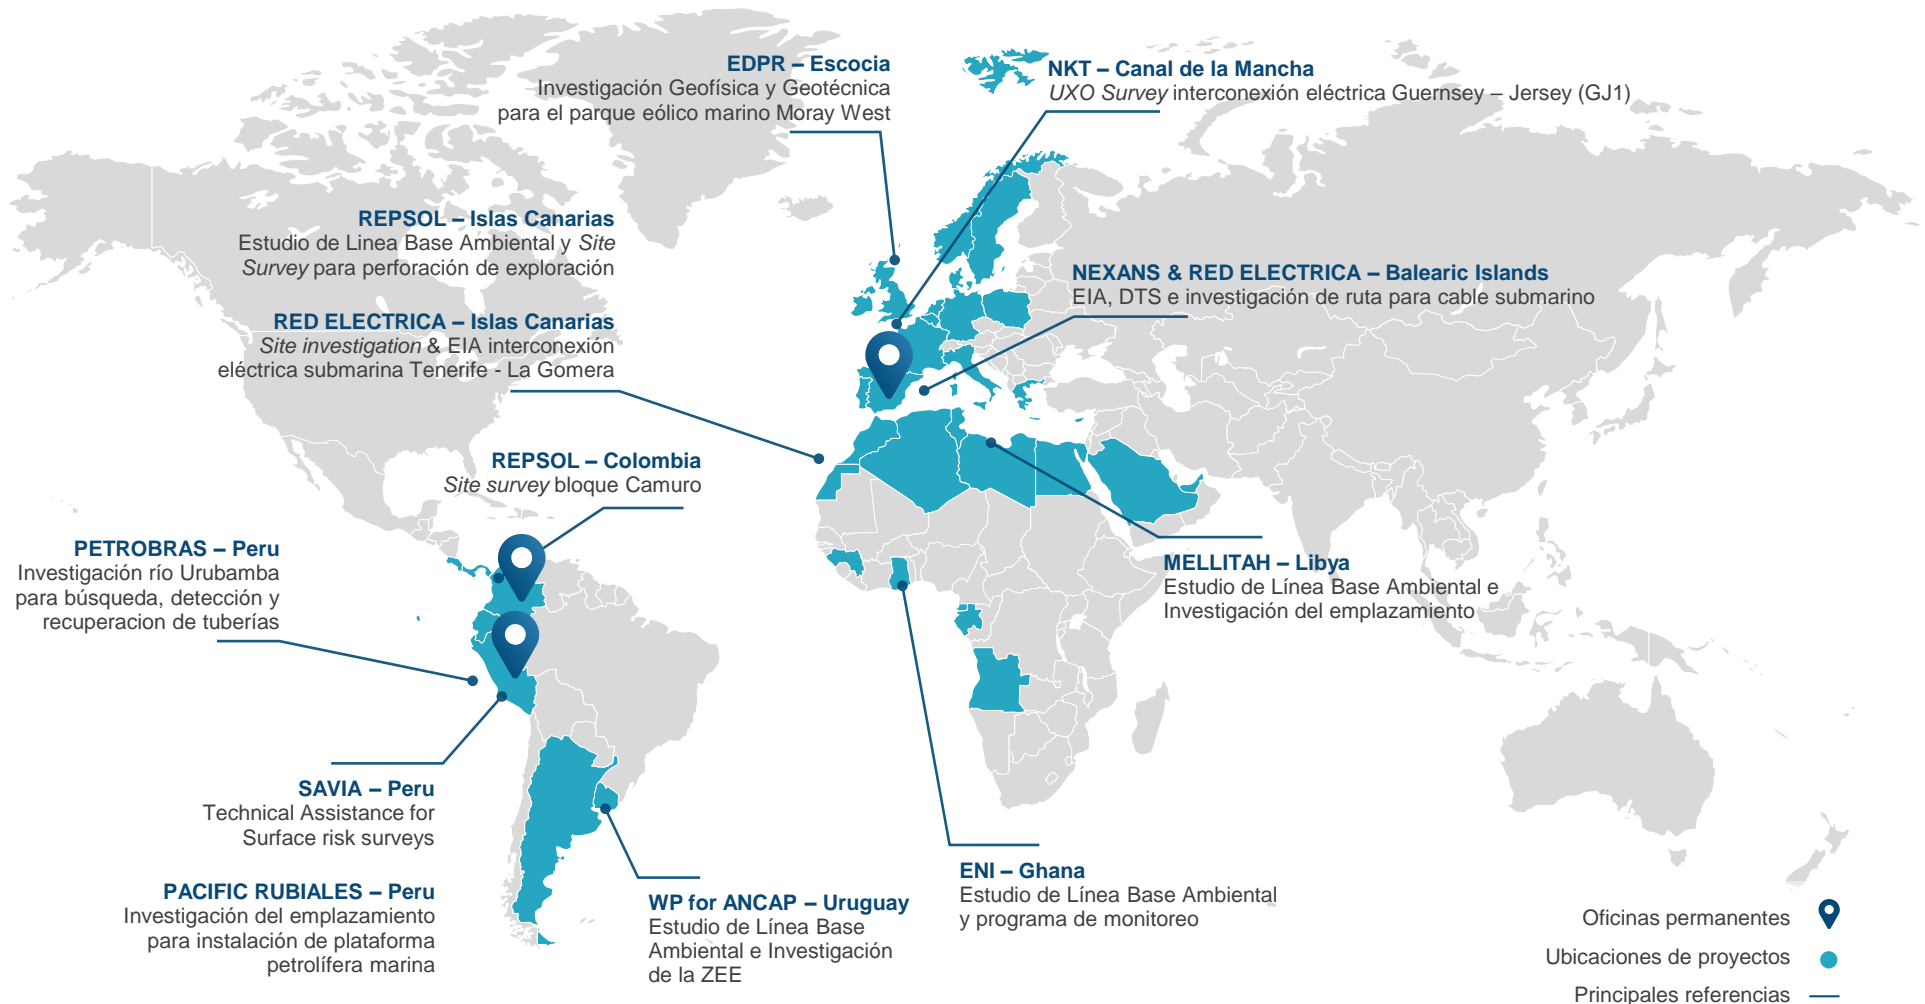 EDPR – Escocia
Investigación Geofísica y Geotécnica
para el parque eólico marino Moray West
NKT – Canal de la Mancha
UXO Survey interconexión eléctrica Guernsey – Jersey (GJ1)
REPSOL – Islas Canarias
Estudio de Linea Base Ambiental y Site
Survey para perforación de exploración
NEXANS & RED ELECTRICA – Balearic Islands
EIA, DTS e investigación de ruta para cable submarino
RED ELECTRICA – Islas Canarias
Site investigation & EIA interconexión
eléctrica submarina Tenerife - La Gomera
REPSOL – Colombia
Site survey bloque Camuro
PETROBRAS – Peru
Investigación río Urubamba
para búsqueda, detección y
recuperacion de tuberías
MELLITAH – Libya
Estudio de Línea Base Ambiental e
Investigación del emplazamiento
SAVIA – Peru
Technical Assistance for
Surface risk surveys
PACIFIC RUBIALES – Peru
Investigación del emplazamiento
para instalación de plataforma
petrolífera marina
WP for ANCAP – Uruguay
Estudio de Línea Base
Ambiental e Investigación
de la ZEE
ENI – Ghana
Estudio de Línea Base Ambiental
y programa de monitoreo
Oficinas permanentes
Ubicaciones de proyectos
Principales referencias